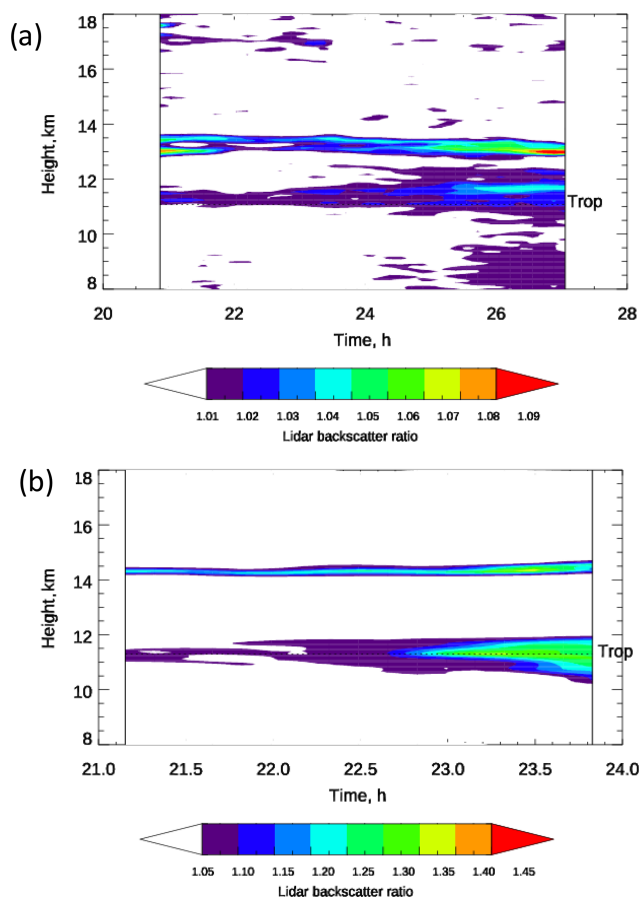 (a)
18
16
14
12
10
8
Height,km
Trop
20 22 24 26 28
Time, h
1.01 1.02 1.03 1.04 1.05 1.06 1.07 1.08 1.09
Lidar backscatter ratio
(b)
18
16
14
12
10
8
Height,km
Trop
21.0 21.5 22.0 22.5 23.0 23.5 24.0
Time, h
1.05 1.10 1.15 1.20 1.25 1.30 1.35 1.40 1.45
Lidar backscatter ratio